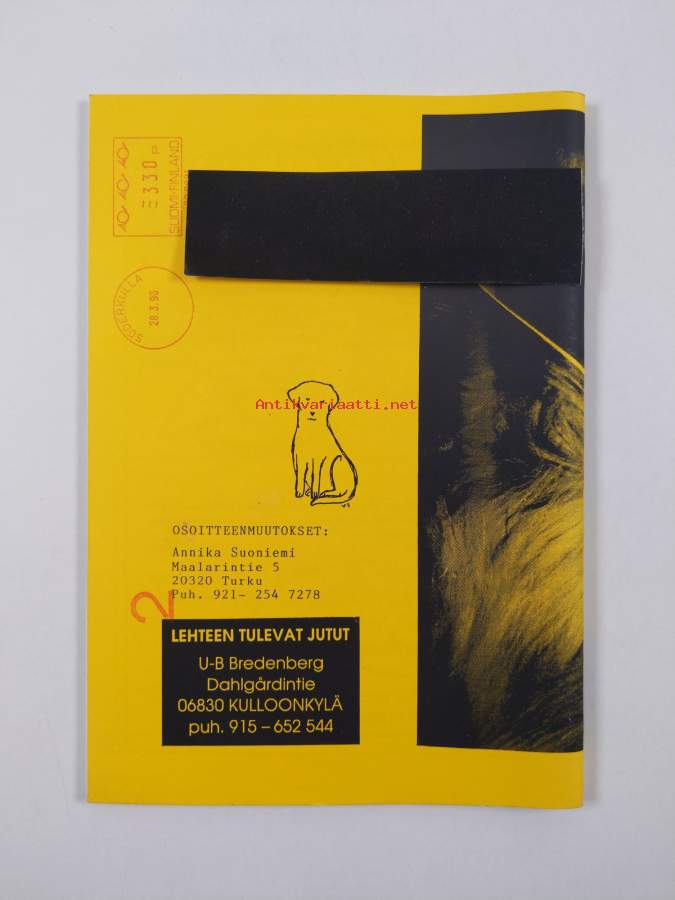 =330 P
SUOMI-FINLAND
SÖDERKULLA
28.3.93
Antikvariaatti.net
OSOITTEENMUUTOKSET:
Annika Suoniemi
Maalarintie 5
20320 Turku
Puh. 921- 254 7278
2
LEHTEEN TULEVAT JUTUT
U-B Bredenberg
Dahlgårdintie
06830 KULLOONKYLÄ
puh. 915 – 652 544